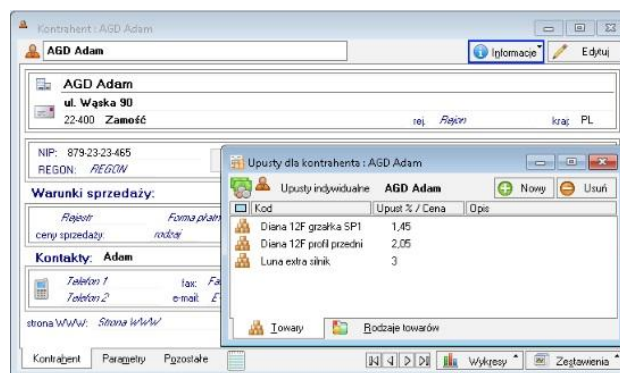 Kontrahent : AGD Adam
AGD Adam
Informacje
Edytuj
AGD Adam
ul. Wąska 90
22-400 Zamość
rej. Rejon
kraj: PL
NIP: 879-23-23-465
REGON: REGON
Warunki sprzedaży:
Rejestr
ceny sprzedaży: rodzaj
Kontakty: Adam
Telefon 1
fax:
Telefon 2
e-mail:
strona WWW: Strona WWW
Upusty dla kontrahenta : AGD Adam
Upusty indywidualne AGD Adam
Nowy
Usuń
Kod Upust % / Cena Opis
Diana 12F grzałka SP1 1,45
Diana 12F profil przedni 2,05
Luna extra silnik 3
Towary
Rodzaje towarów
Kontrahent Parametry Pozostałe
Wykresy
Zestawienia